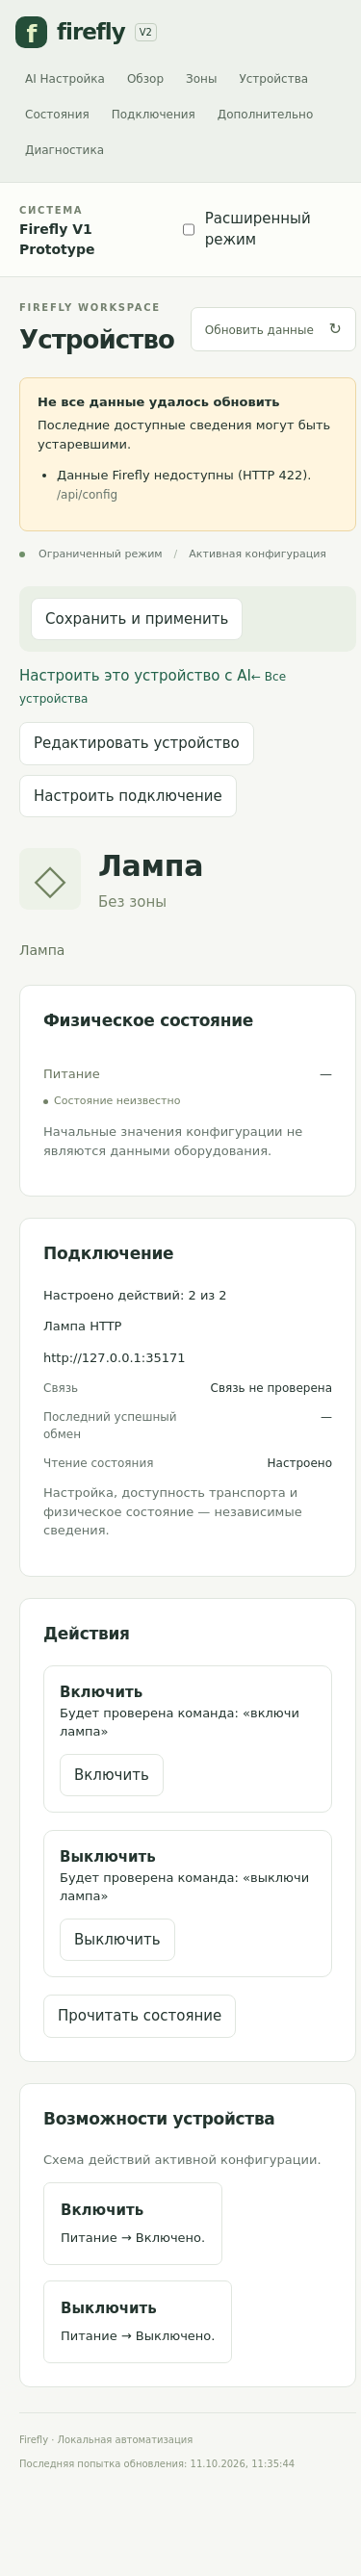 f firefly V2
AI Настройка Обзор Зоны Устройства
Состояния Подключения Дополнительно
Диагностика
СИСТЕМА
Firefly V1
Prototype
Расширенный
режим
FIREFLY WORKSPACE
Устройство
Обновить данные ↻
Не все данные удалось обновить
Последние доступные сведения могут быть
устаревшими.
• Данные Firefly недоступны (HTTP 422).
/api/config
Ограниченный режим / Активная конфигурация
Сохранить и применить
Настроить это устройство с AI← Все
устройства
Редактировать устройство
Настроить подключение
Лампа
Без зоны
Лампа
Физическое состояние
Питание —
Состояние неизвестно
Начальные значения конфигурации не
являются данными оборудования.
Подключение
Настроено действий: 2 из 2
Лампа HTTP
http://127.0.0.1:35171
Связь Связь не проверена
Последний успешный
обмен —
Чтение состояния Настроено
Настройка, доступность транспорта и
физическое состояние — независимые
сведения.
Действия
Включить
Будет проверена команда: «включи
лампа»
Включить
Выключить
Будет проверена команда: «выключи
лампа»
Выключить
Прочитать состояние
Возможности устройства
Схема действий активной конфигурации.
Включить
Питание → Включено.
Выключить
Питание → Выключено.
Firefly · Локальная автоматизация
Последняя попытка обновления: 11.10.2026, 11:35:44